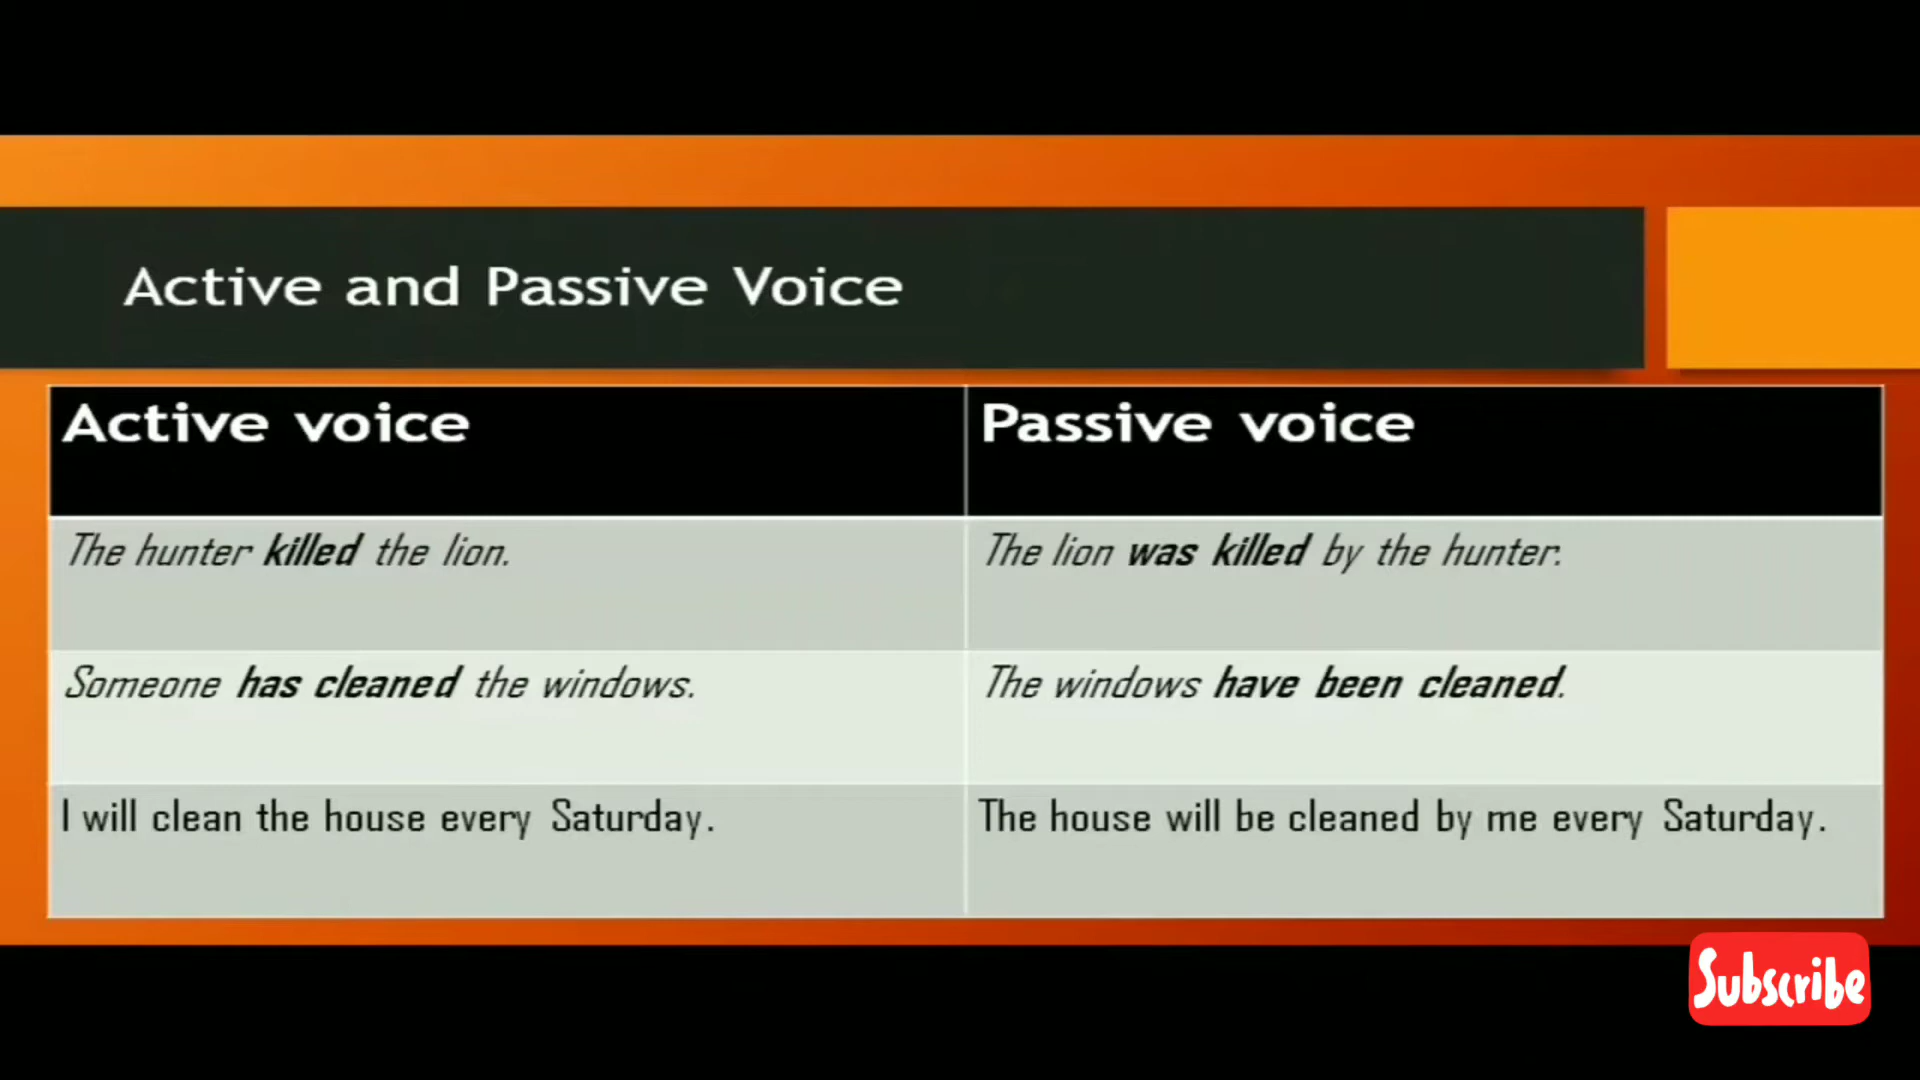 Active and Passive Voice
Active voice
Passive voice
The hunter killed the lion.
The lion was killed by the hunter.
Someone has cleaned the windows.
The windows have been cleaned.
I will clean the house every Saturday.
The house will be cleaned by me every Saturday.
Subscribe